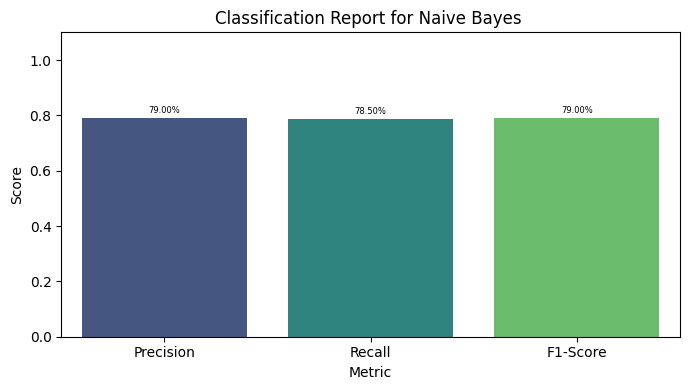 Classification Report for Naive Bayes
1.0
0.8
0.6
0.4
0.2
0.0
Score
79.00%
78.50%
79.00%
Precision
Recall
F1-Score
Metric